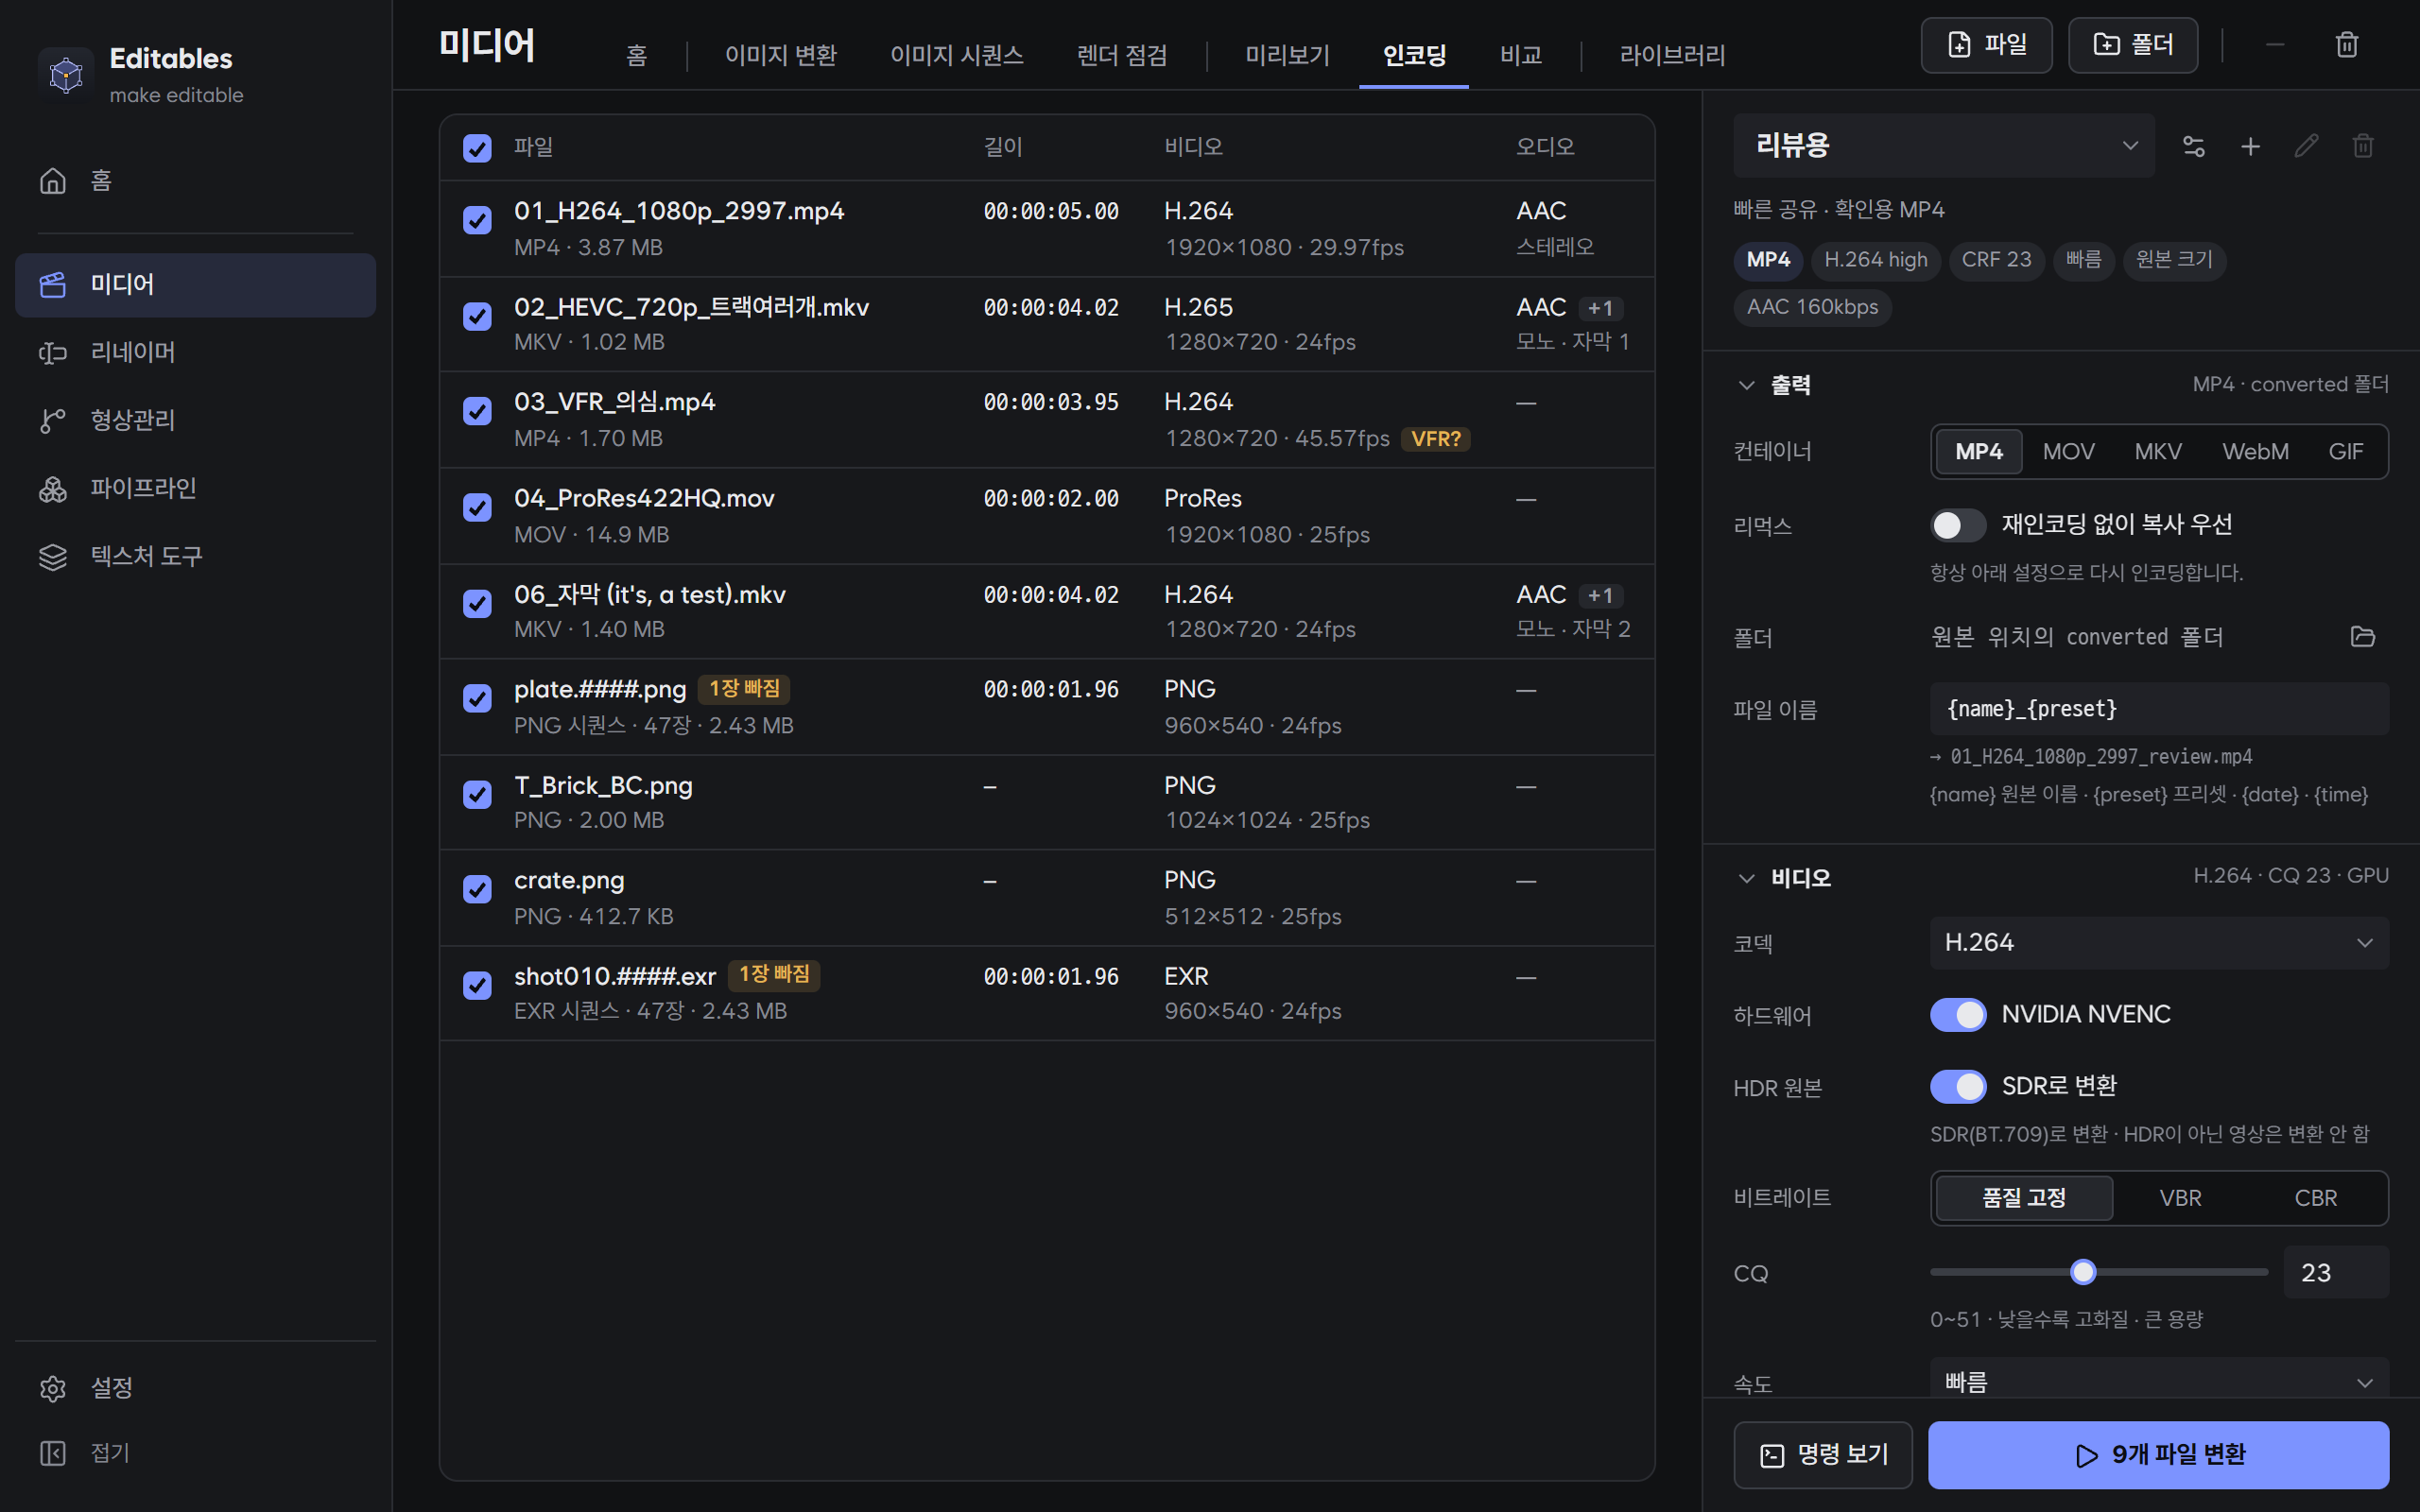 Editables
make editable
홈
미디어
리네이머
형상관리
파이프라인
텍스처 도구
설정
접기
미디어
홈
이미지 변환
이미지 시퀀스
렌더 점검
미리보기
인코딩
비교
라이브러리
파일
폴더
파일 길이 비디오 오디오
01_H264_1080p_2997.mp4 00:00:05.00 H.264 AAC
MP4 · 3.87 MB 1920×1080 · 29.97fps 스테레오
02_HEVC_720p_트랙여러개.mkv 00:00:04.02 H.265 AAC +1
MKV · 1.02 MB 1280×720 · 24fps 모노 · 자막 1
03_VFR_의심.mp4 00:00:03.95 H.264 —
MP4 · 1.70 MB 1280×720 · 45.57fps VFR?
04_ProRes422HQ.mov 00:00:02.00 ProRes —
MOV · 14.9 MB 1920×1080 · 25fps
06_자막 (it's, a test).mkv 00:00:04.02 H.264 AAC +1
MKV · 1.40 MB 1280×720 · 24fps 모노 · 자막 2
plate.####.png 1장 빠짐 00:00:01.96 PNG —
PNG 시퀀스 · 47장 · 2.43 MB 960×540 · 24fps
T_Brick_BC.png – PNG —
PNG · 2.00 MB 1024×1024 · 25fps
crate.png – PNG —
PNG · 412.7 KB 512×512 · 25fps
shot010.####.exr 1장 빠짐 00:00:01.96 EXR —
EXR 시퀀스 · 47장 · 2.43 MB 960×540 · 24fps
리뷰용
빠른 공유 · 확인용 MP4
MP4 H.264 high CRF 23 빠름 원본 크기
AAC 160kbps
출력 MP4 · converted 폴더
컨테이너 MP4 MOV MKV WebM GIF
리먹스 재인코딩 없이 복사 우선
항상 아래 설정으로 다시 인코딩합니다.
폴더 원본 위치의 converted 폴더
파일 이름 {name}_{preset}
→ 01_H264_1080p_2997_review.mp4
{name} 원본 이름 · {preset} 프리셋 · {date} · {time}
비디오 H.264 · CQ 23 · GPU
코덱 H.264
하드웨어 NVIDIA NVENC
HDR 원본 SDR로 변환
SDR(BT.709)로 변환 · HDR이 아닌 영상은 변환 안 함
비트레이트 품질 고정 VBR CBR
CQ 23
0~51 · 낮을수록 고화질 · 큰 용량
속도 빠름
명령 보기
9개 파일 변환